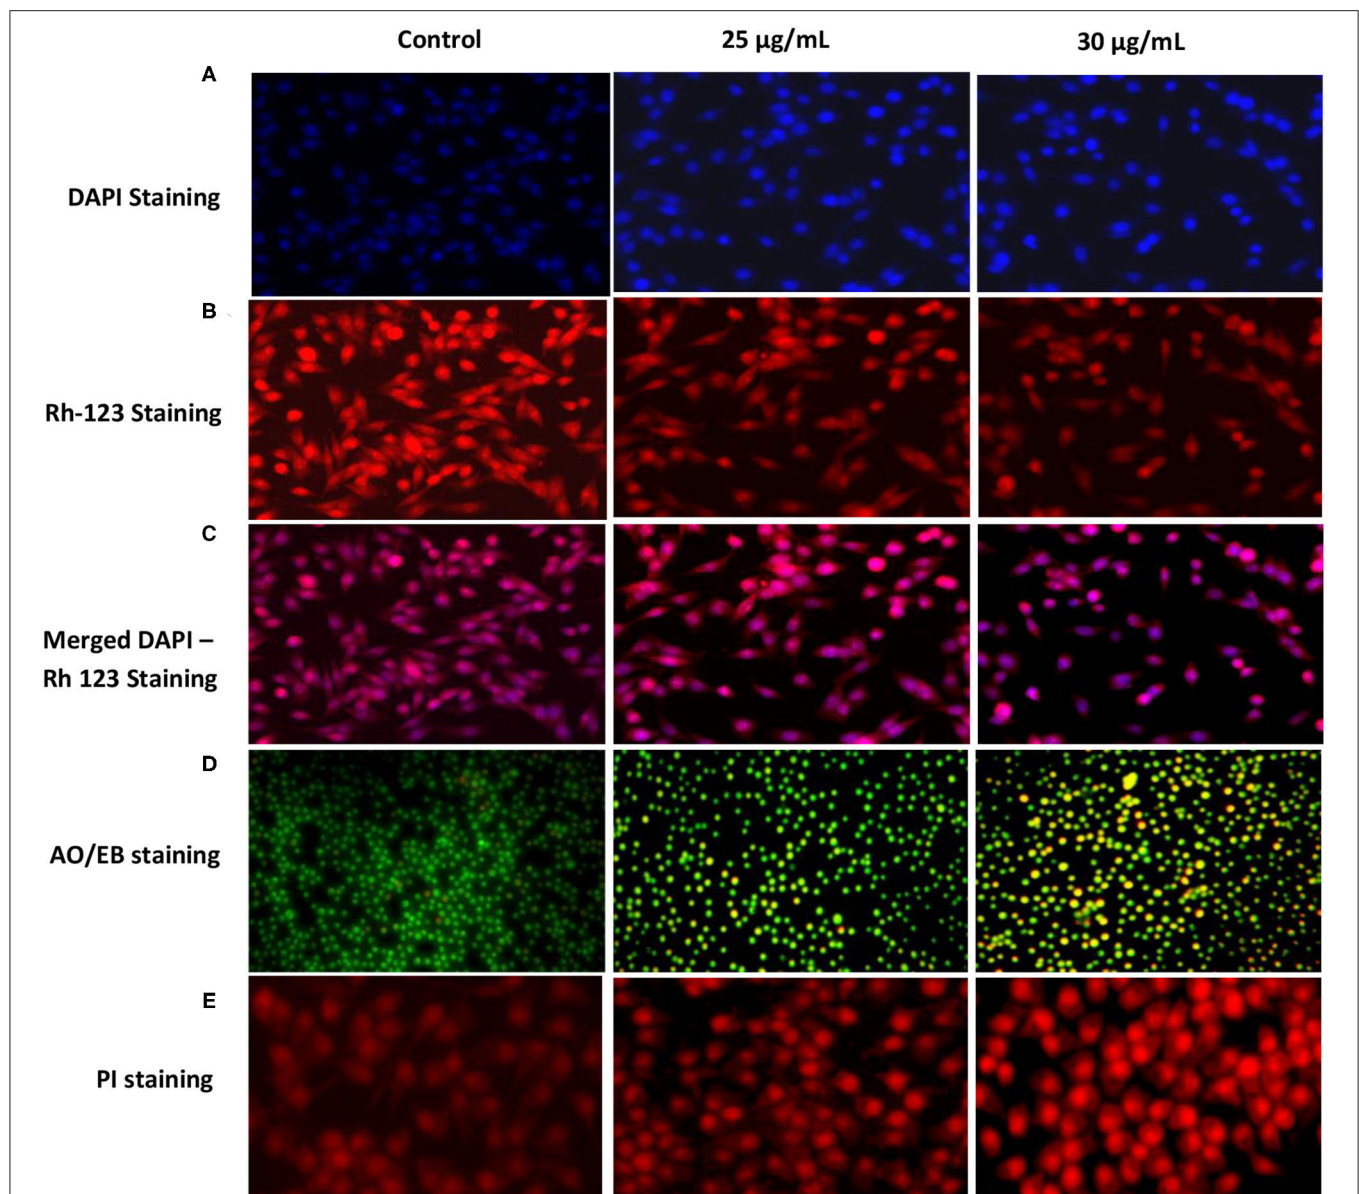 Control
25 µg/mL
30 µg/mL
A
DAPI Staining
B
Rh-123 Staining
C
Merged DAPI –
Rh 123 Staining
D
AO/EB staining
E
PI staining